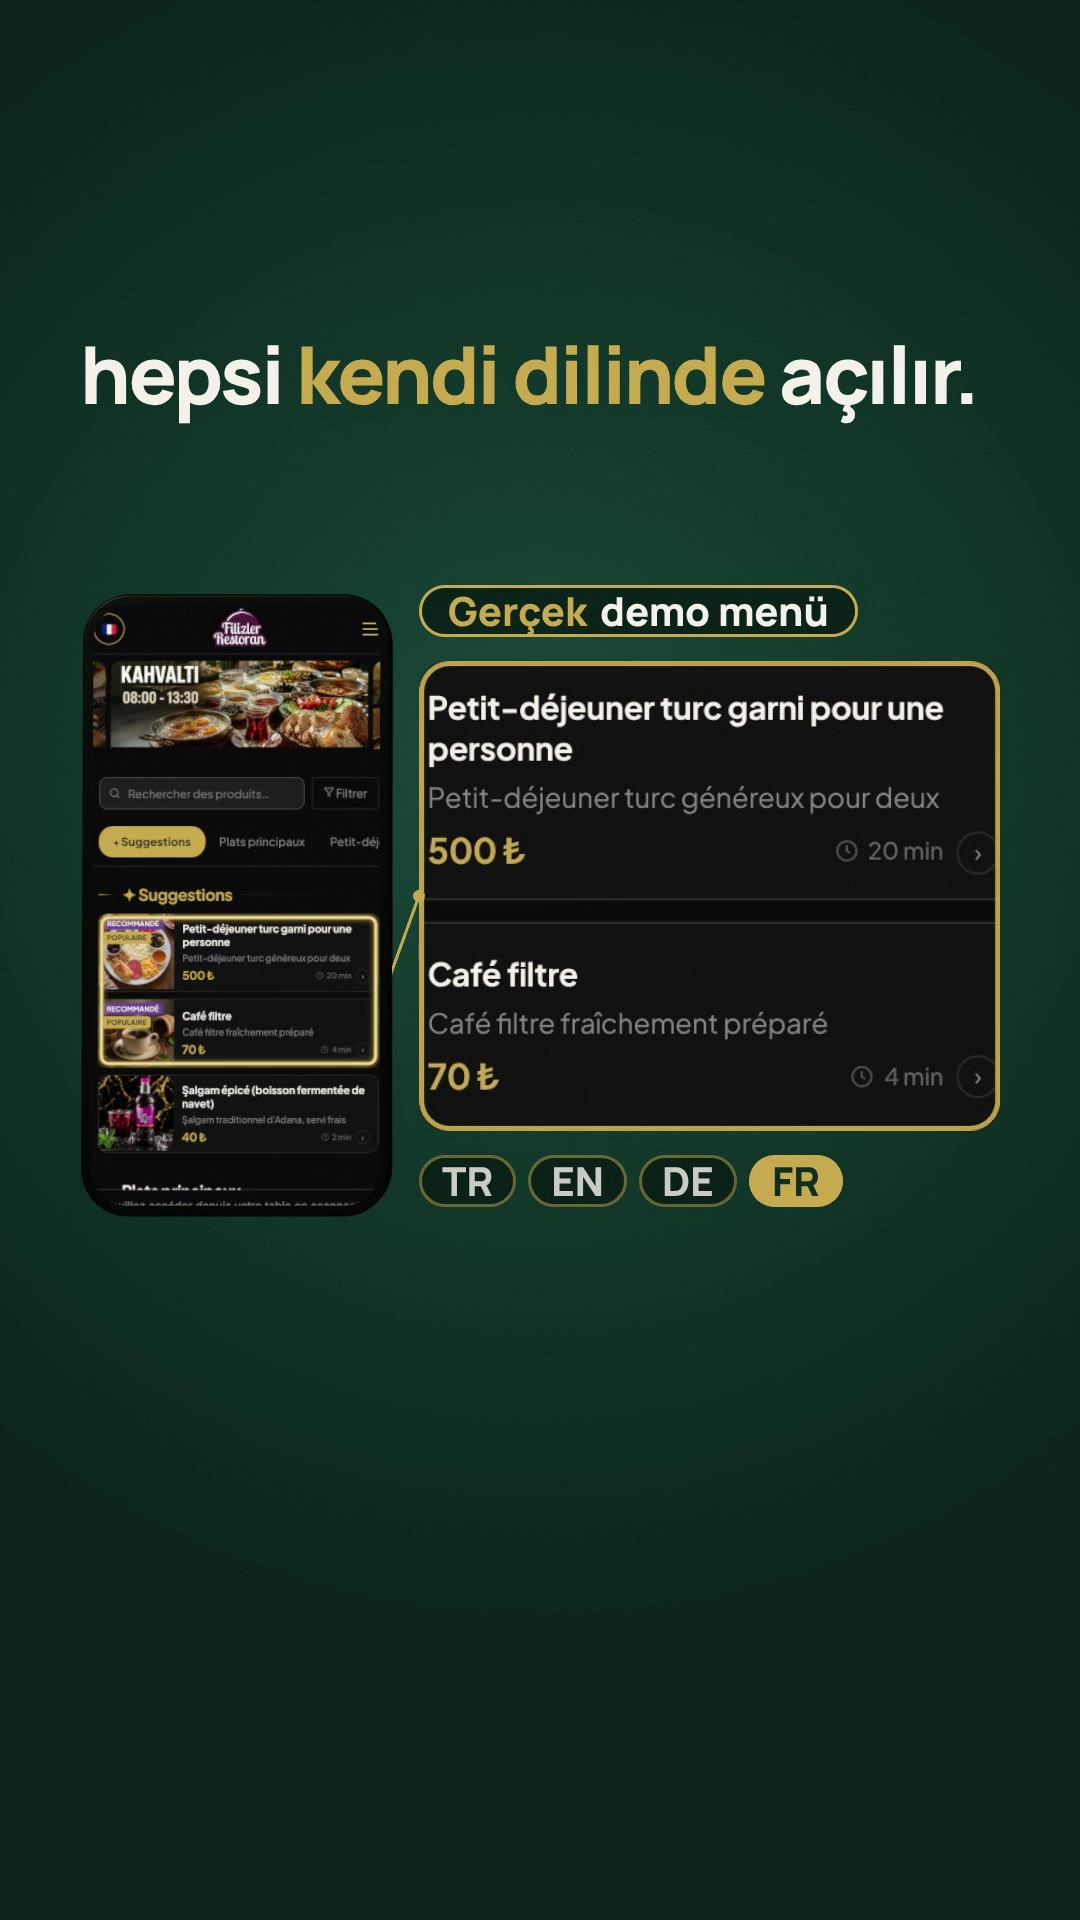 hepsi kendi dilinde açılır.
Filizler
Restoran
KAHVALTI
08:00 - 13:30
Rechercher des produits...
Filtrer
Suggestions
Plats principaux
Petit-déj
Suggestions
RECOMMANDÉ
POPULAIRE
Petit-déjeuner turc garni pour une
personne
Petit-déjeuner turc généreux pour deux
500 ₺
20 min
RECOMMANDÉ
POPULAIRE
Café filtre
Café filtre fraîchement préparé
70 ₺
4 min
Şalgam épicé (boisson fermentée de
navet)
Şalgam traditionnel d'Adana, servi frais
40 ₺
2 min
Plats principaux
Gerçek demo menü
Petit-déjeuner turc garni pour une
personne
Petit-déjeuner turc généreux pour deux
500 ₺
20 min
Café filtre
Café filtre fraîchement préparé
70 ₺
4 min
TR
EN
DE
FR